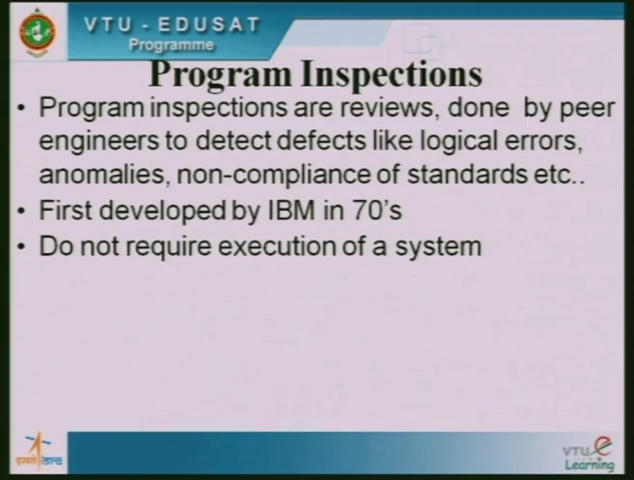 VTU - EDUSAT
Programme
Program Inspections
• Program inspections are reviews, done by peer
engineers to detect defects like logical errors,
anomalies, non-compliance of standards etc..
• First developed by IBM in 70's
• Do not require execution of a system
इसरो isro
VTU e
Learning